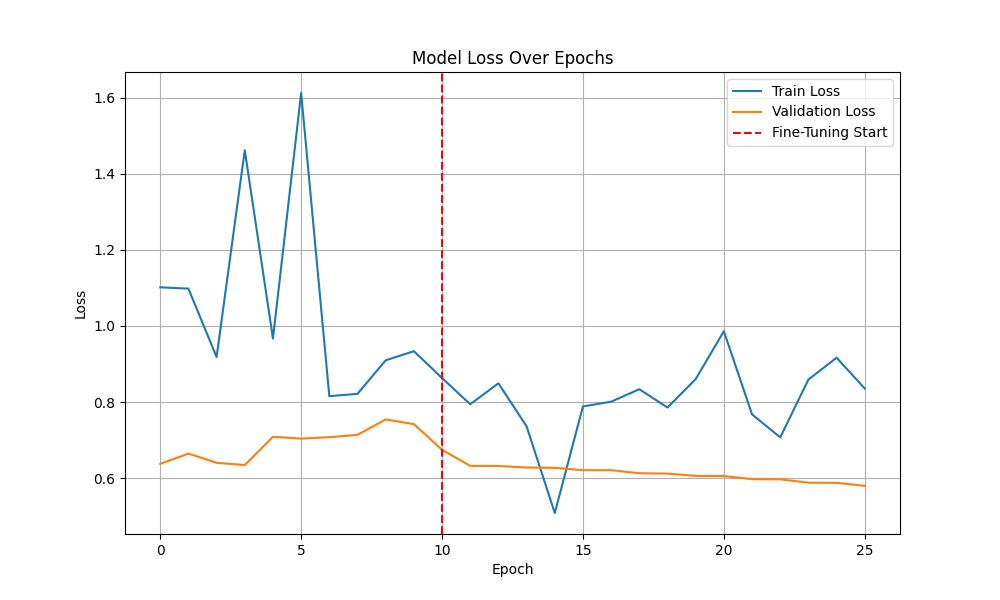 Model Loss Over Epochs
Train Loss
Validation Loss
Fine-Tuning Start
1.6
1.4
1.2
1.0
0.8
0.6
Loss
0
5
10
15
20
25
Epoch